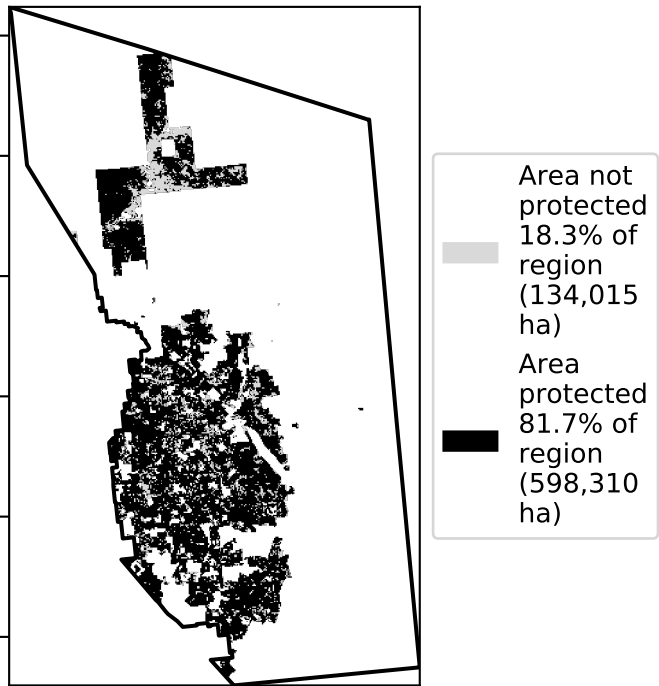 Area not
protected
18.3% of
region
(134,015
ha)
Area
protected
81.7% of
region
(598,310
ha)